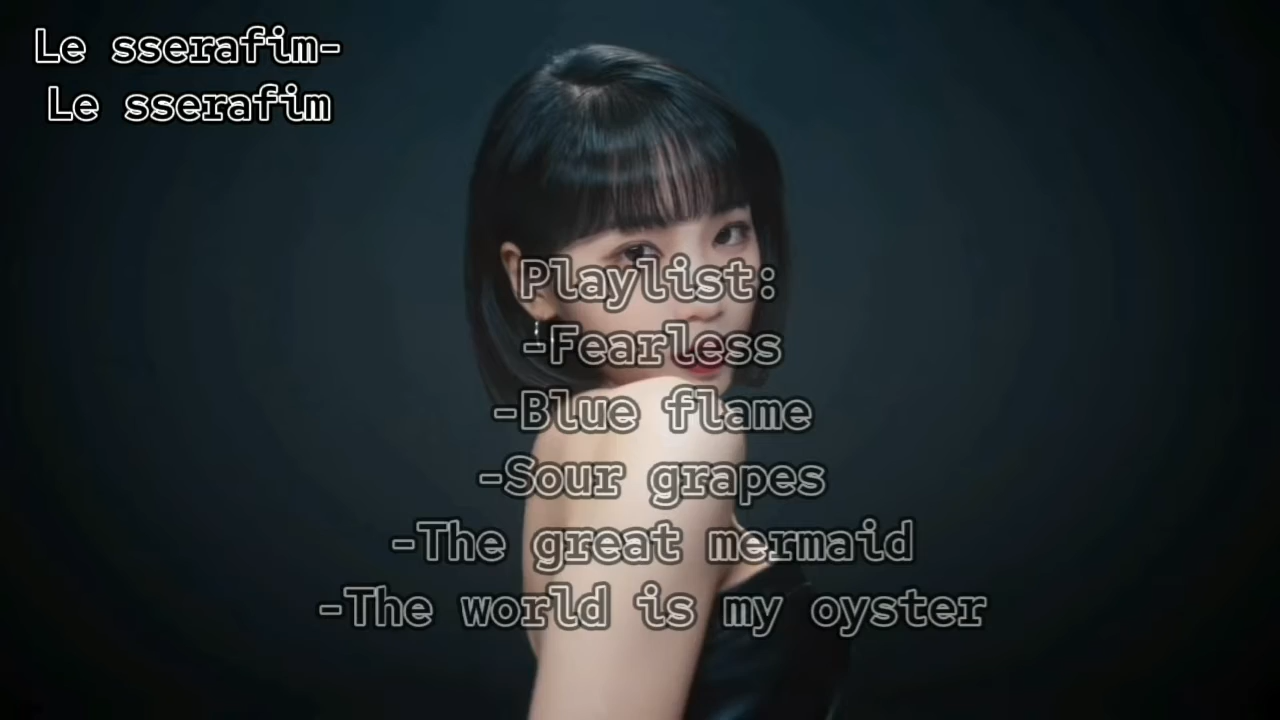 Le sserafim-
Le sserafim
Playlist:
-Fearless
-Blue flame
-Sour grapes
-The great mermaid
-The world is my oyster